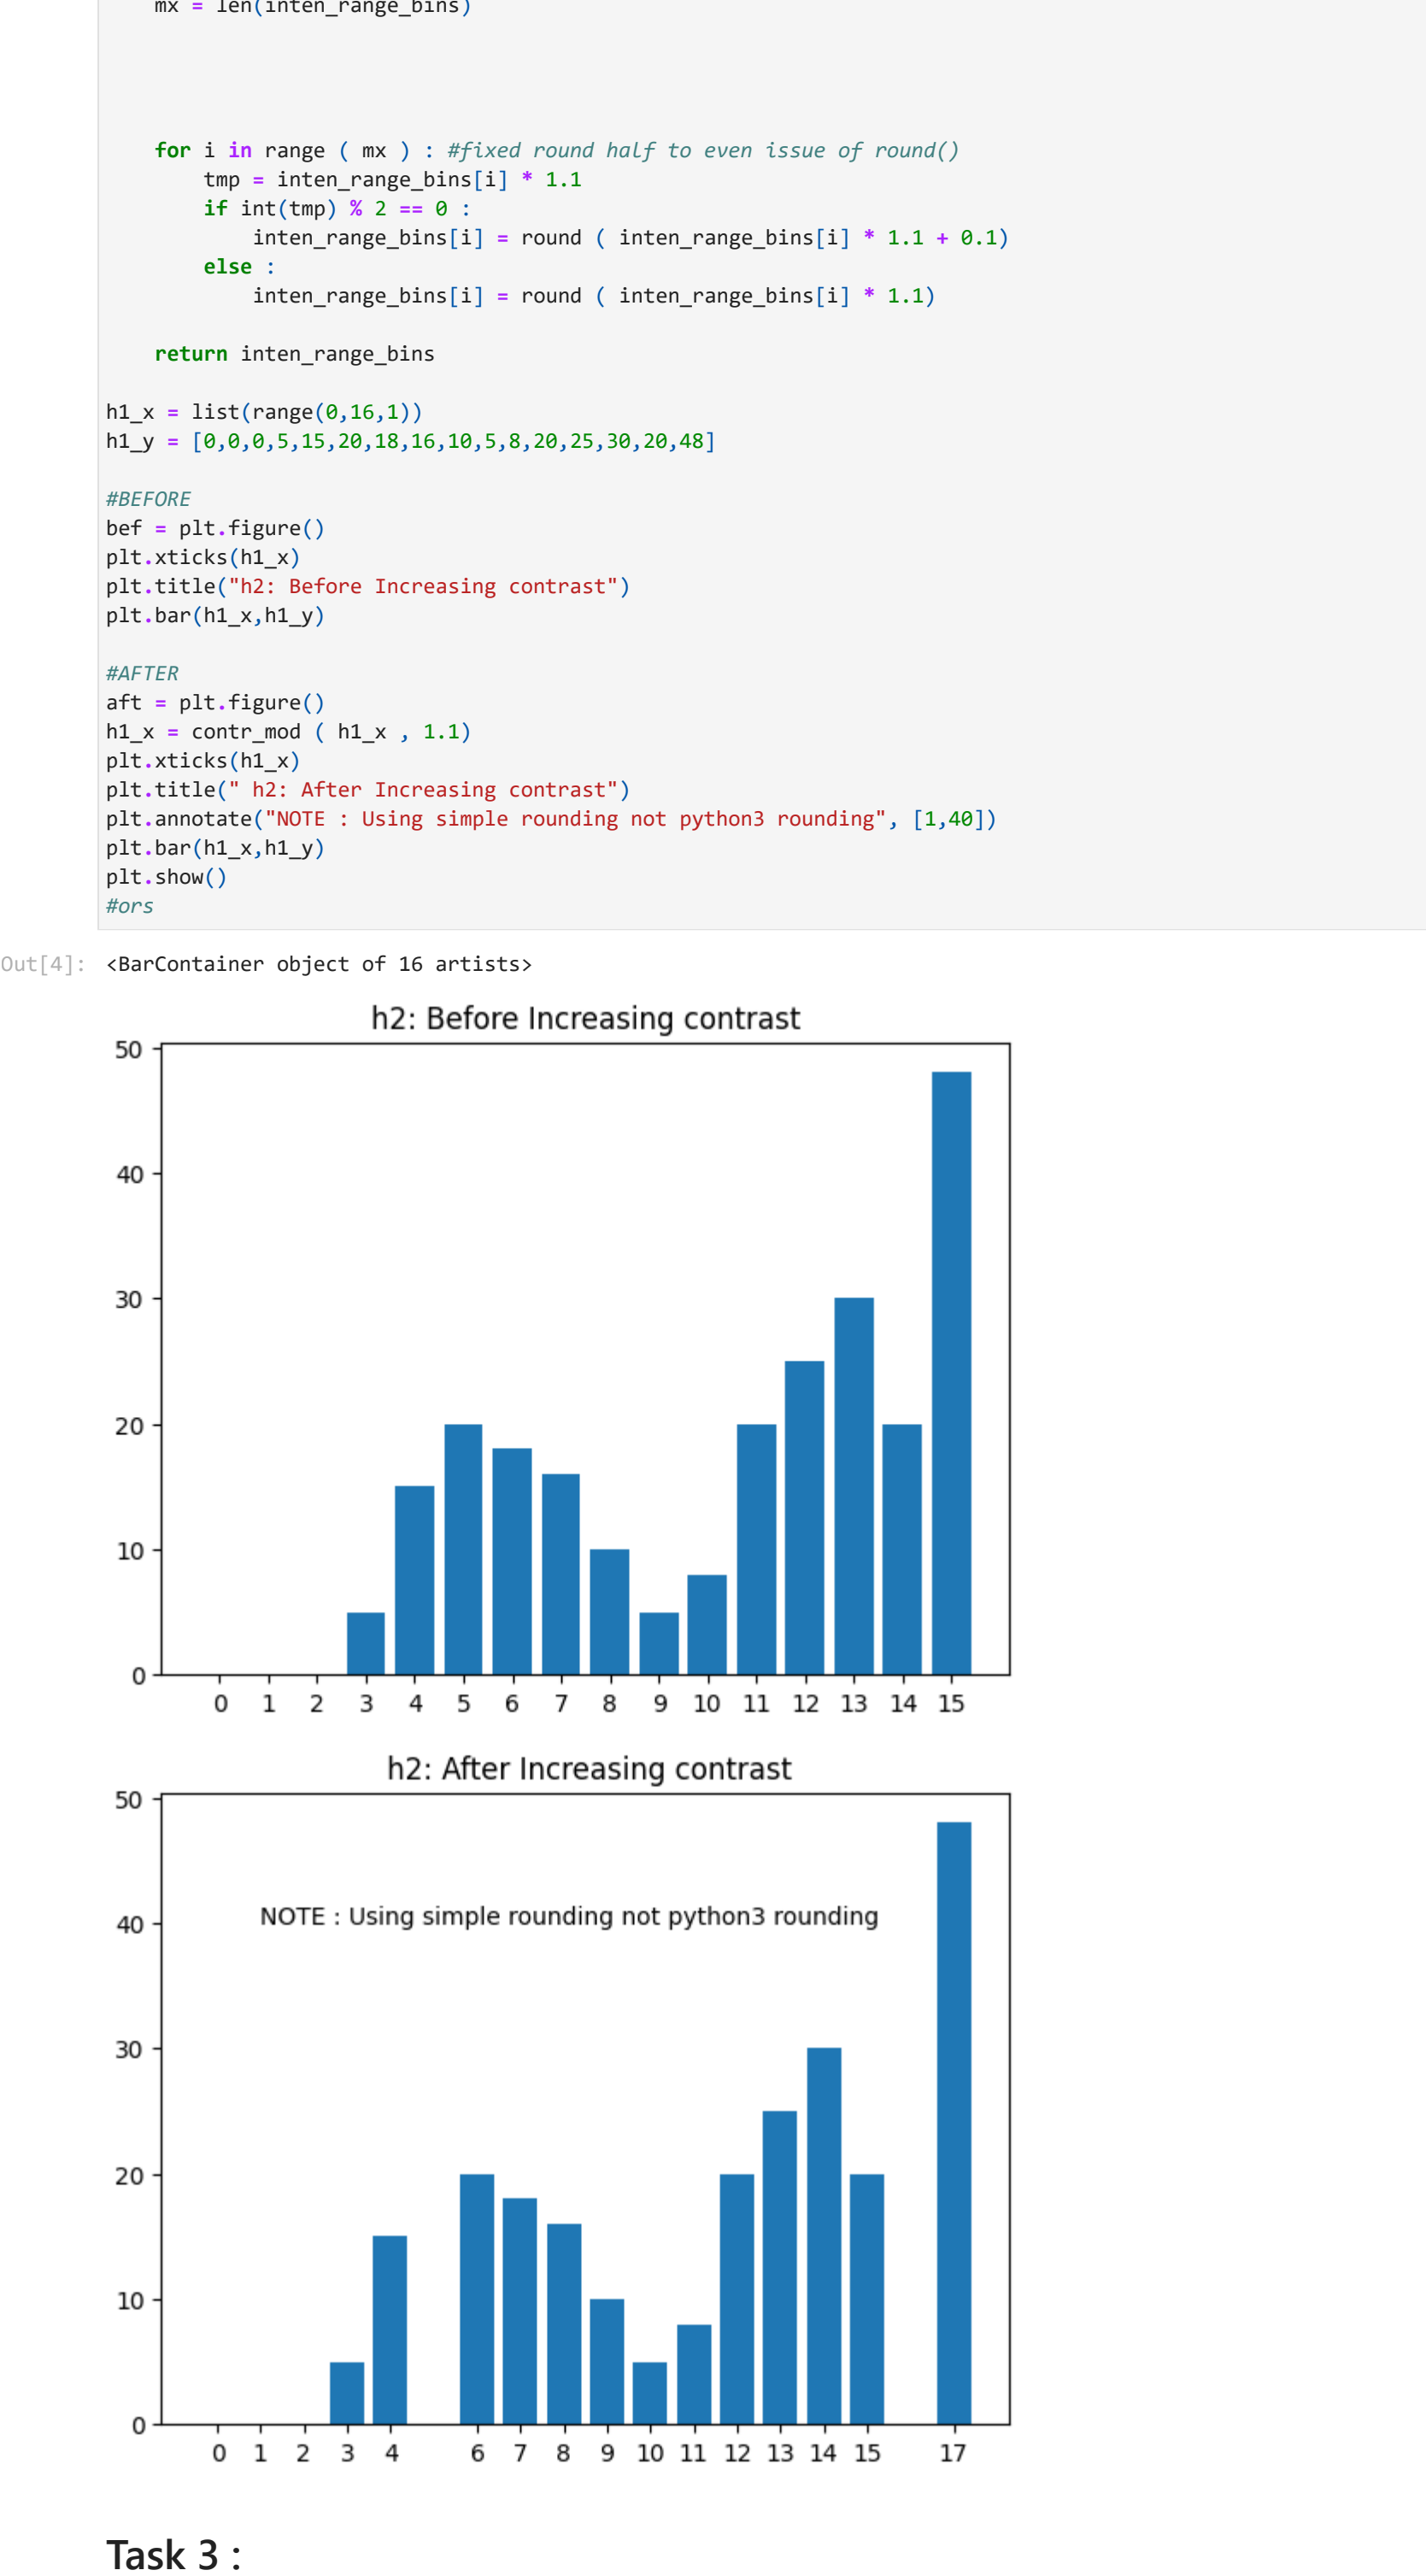 mx = len(inten_range_bins)
for i in range ( mx ) : #fixed round half to even issue of round()
tmp = inten_range_bins[i] * 1.1
if int(tmp) % 2 == 0 :
inten_range_bins[i] = round ( inten_range_bins[i] * 1.1 + 0.1)
else :
inten_range_bins[i] = round ( inten_range_bins[i] * 1.1)
return inten_range_bins
h1_x = list(range(0,16,1))
h1_y = [0,0,0,5,15,20,18,16,10,5,8,20,25,30,20,48]
#BEFORE
bef = plt.figure()
plt.xticks(h1_x)
plt.title("h2: Before Increasing contrast")
plt.bar(h1_x,h1_y)
#AFTER
aft = plt.figure()
h1_x = contr_mod ( h1_x , 1.1)
plt.xticks(h1_x)
plt.title(" h2: After Increasing contrast")
plt.annotate("NOTE : Using simple rounding not python3 rounding", [1,40])
plt.bar(h1_x,h1_y)
plt.show()
#ors
Out[4]: <BarContainer object of 16 artists>
h2: Before Increasing contrast
50
40
30
20
10
0
0 1 2 3 4 5 6 7 8 9 10 11 12 13 14 15
h2: After Increasing contrast
50
NOTE : Using simple rounding not python3 rounding
40
30
20
10
0
0 1 2 3 4 6 7 8 9 10 11 12 13 14 15 17
Task 3 :